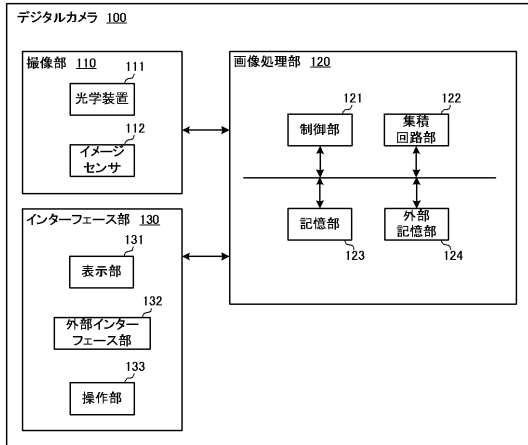 デジタルカメラ 100
撮像部 110
111
光学装置
112
イメージ
センサ
画像処理部 120
121
制御部
122
集積
回路部
記憶部
123
外部
記憶部
124
インターフェース部 130
131
表示部
132
外部インター
フェース部
133
操作部